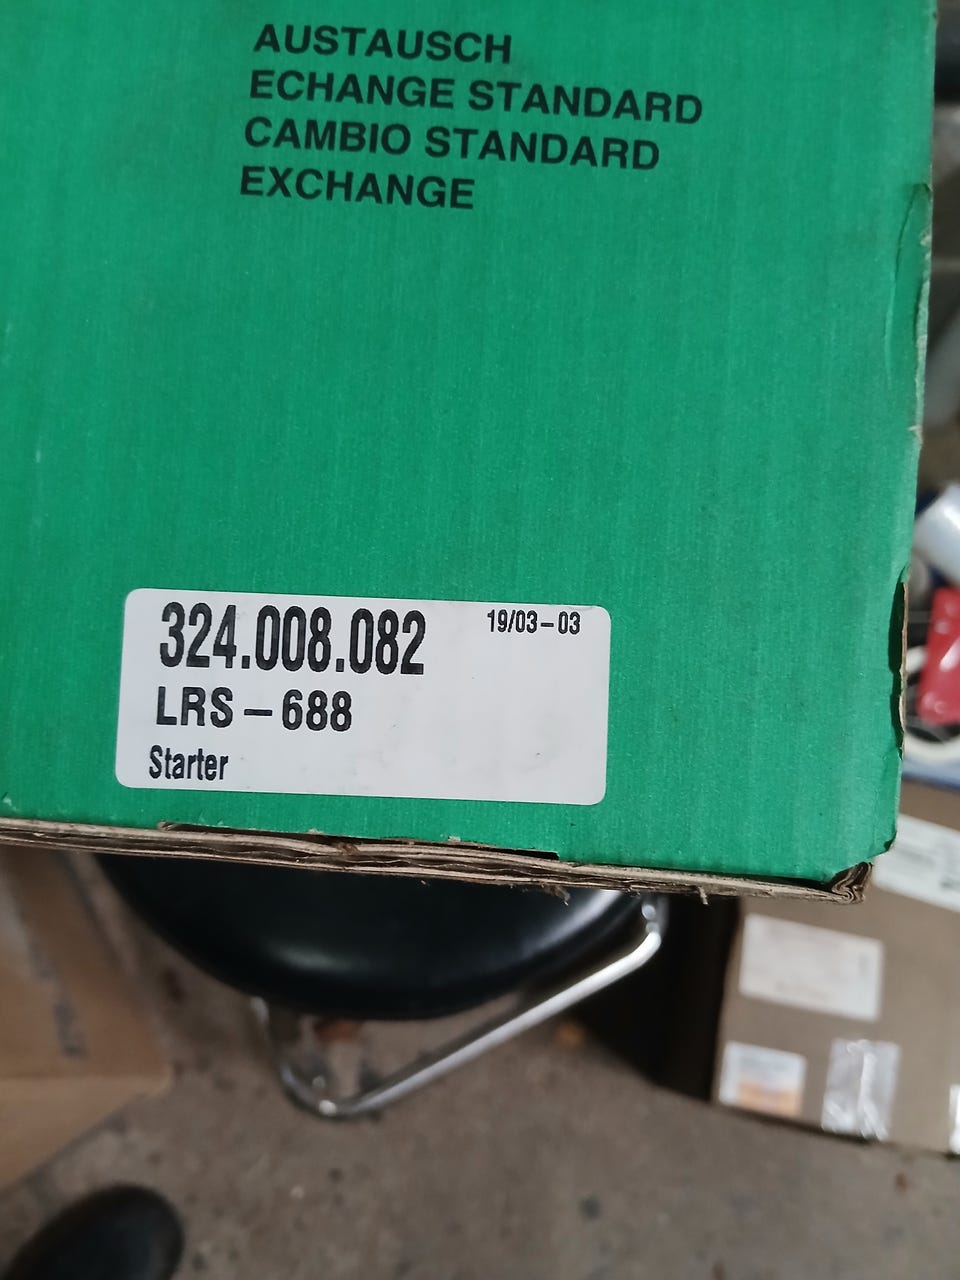 AUSTAUSCH
ECHANGE STANDARD
CAMBIO STANDARD
EXCHANGE
324.008.082 19/03-03
LRS-688
Starter